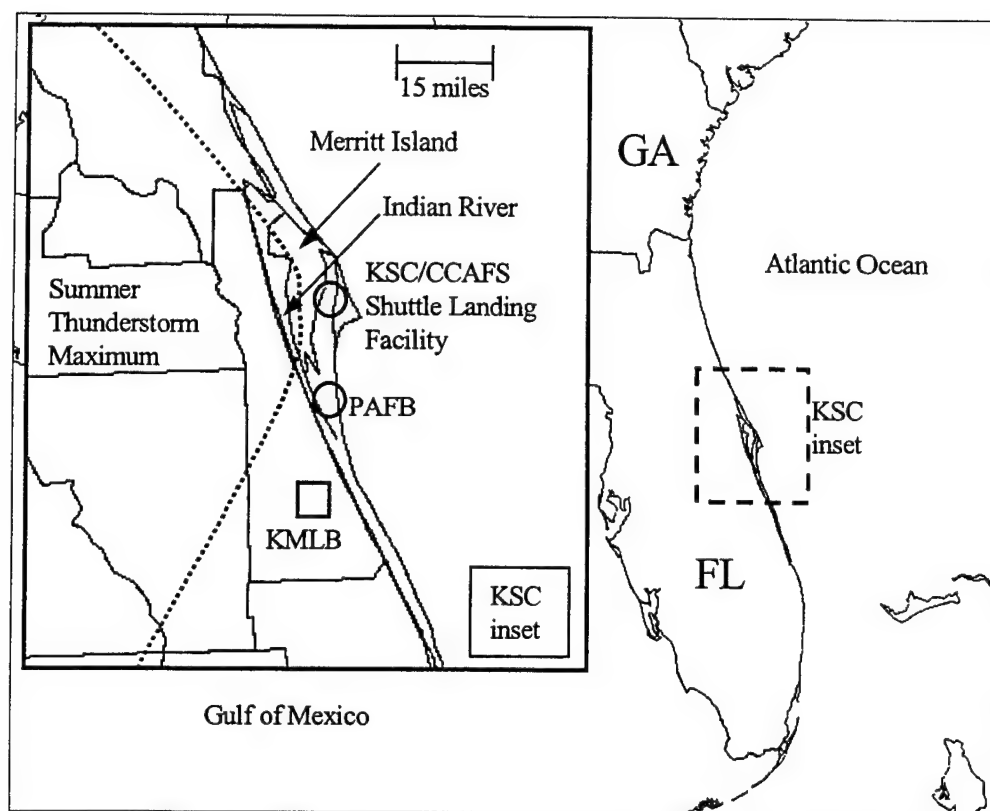 15 miles
Merritt Island
Indian River
KSC/CCAFS
Shuttle Landing
Facility
Summer
Thunderstorm
Maximum
PAFB
KMLB
KSC
inset
GA
Atlantic Ocean
KSC
inset
FL
Gulf of Mexico